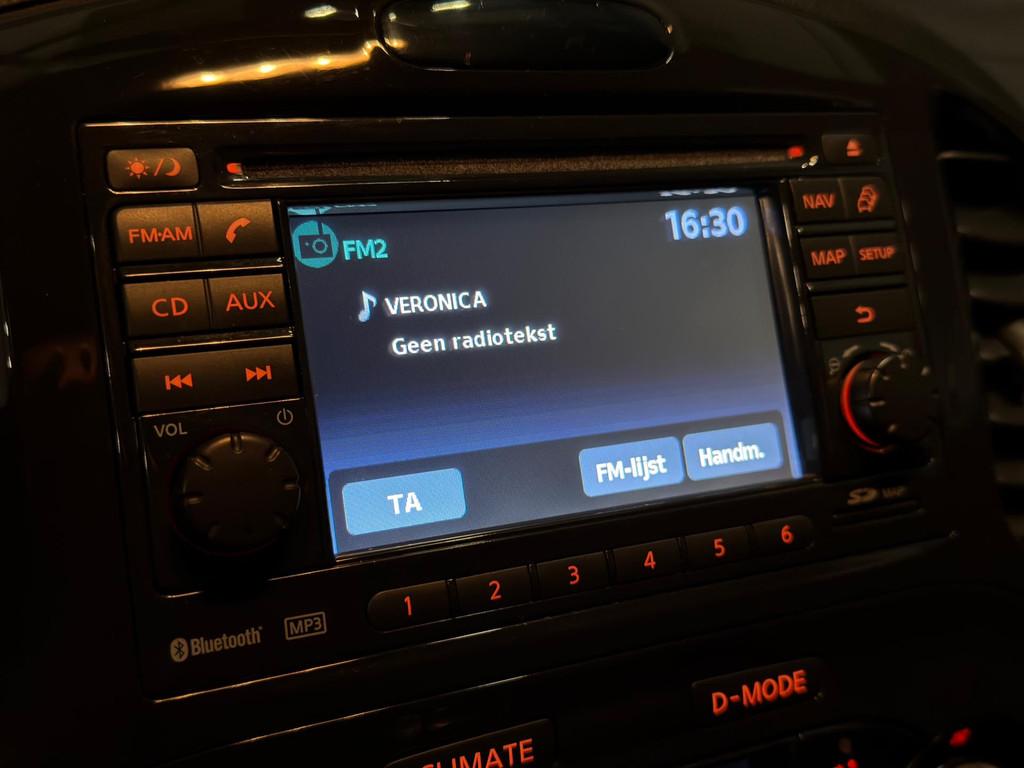 FM·AM
CD
AUX
VOL
FM2
16:30
VERONICA
Geen radiotekst
TA
FM-lijst
Handm.
NAV
MAP
SETUP
1
2
3
4
5
6
Bluetooth
MP3
D-MODE
CLIMATE